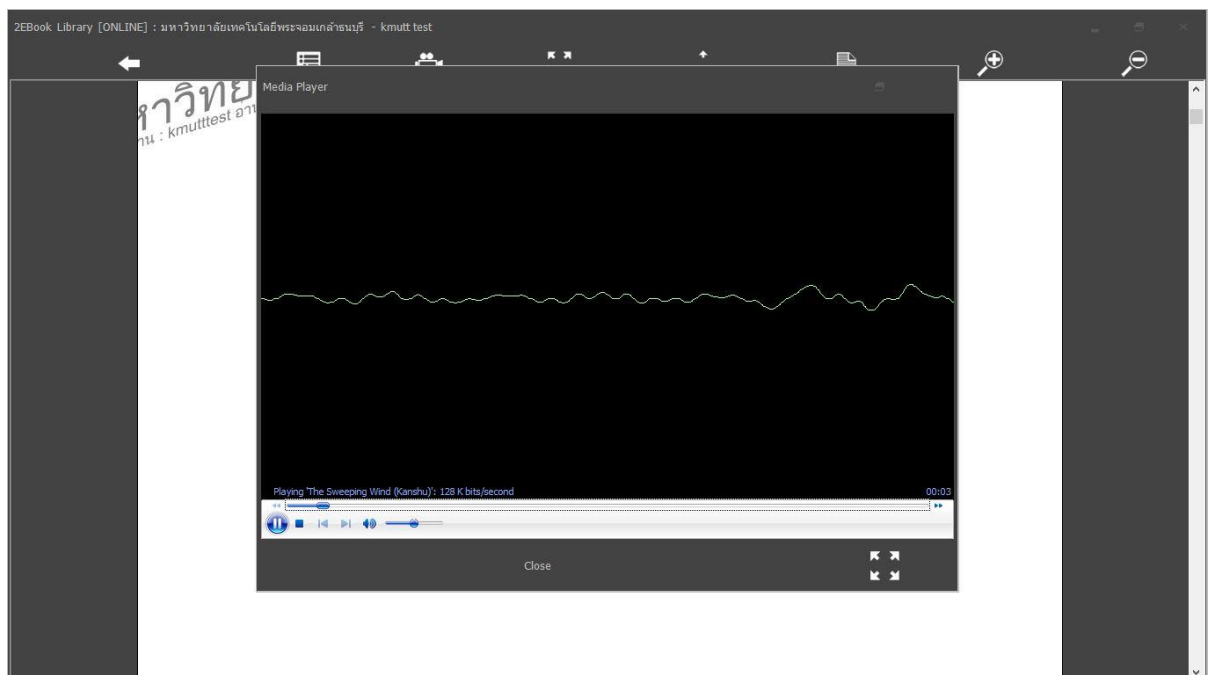 2EBook Library [ONLINE] : มหาวิทยาลัยเทคโนโลยีพระจอมเกล้าธนบุรี - kmutt test
Media Player
: kmutttest
Playing 'The Sweeping Wind (Kanshu)': 128 K bits/second
00:03
Close